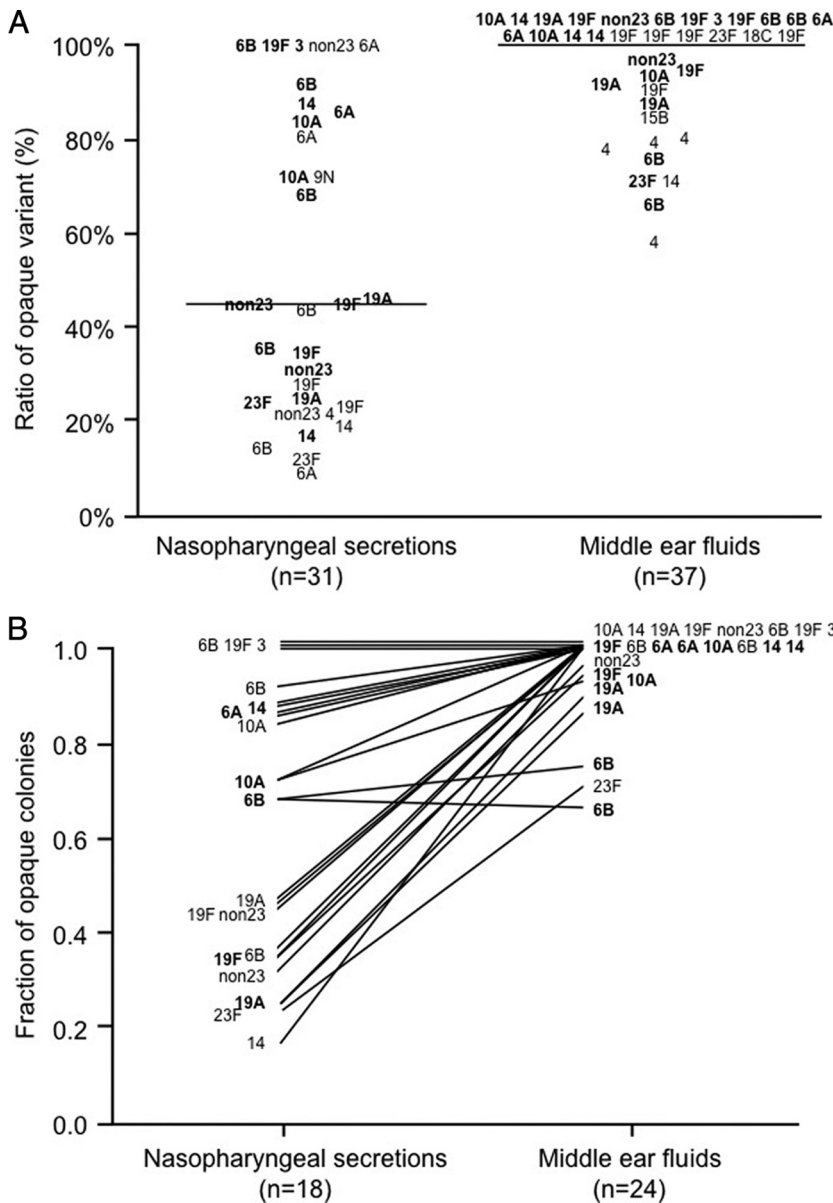 A
10A 14 19A 19F non23 6B 19F 3 19F 6B 6B 6A
6A 10A 14 14 19F 19F 19F 23F 18C 19F
100%
6B 19F 3 non23 6A
non23
19F
10A
6B
19A
19F
14
19A
6A
10A
15B
6A
80%
4
4
4
6B
10A 9N
23F 14
6B
6B
60%
4
Ratio of opaque variant (%)
19A
non23
19F
6B
40%
6B
19F
non23
19F
19A
23F
19F
non23 4
20%
14
14
6B
23F
6A
0%
Nasopharyngeal secretions
Middle ear fluids
(n=31)
(n=37)
B
10A 14 19A 19F non23 6B 19F 3
1.0
6B 19F 3
19F 6B 6A 6A 10A 6B 14 14
non23
19F
10A
6B
19A
14
6A
19A
10A
0.8
6B
10A
23F
6B
6B
0.6
Fraction of opaque colonies
19A
19F non23
0.4
6B
19F
non23
19A
23F
0.2
14
0.0
Nasopharyngeal secretions
Middle ear fluids
(n=18)
(n=24)